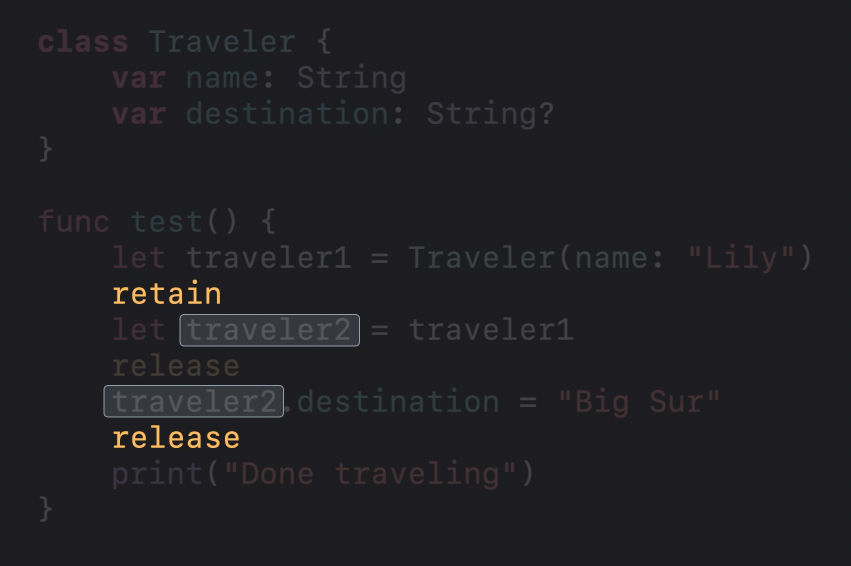 class Traveler {
var name: String
var destination: String?
}
func test() {
let traveler1 = Traveler(name: "Lily")
retain
let traveler2 = traveler1
release
traveler2.destination = "Big Sur"
release
print("Done traveling")
}